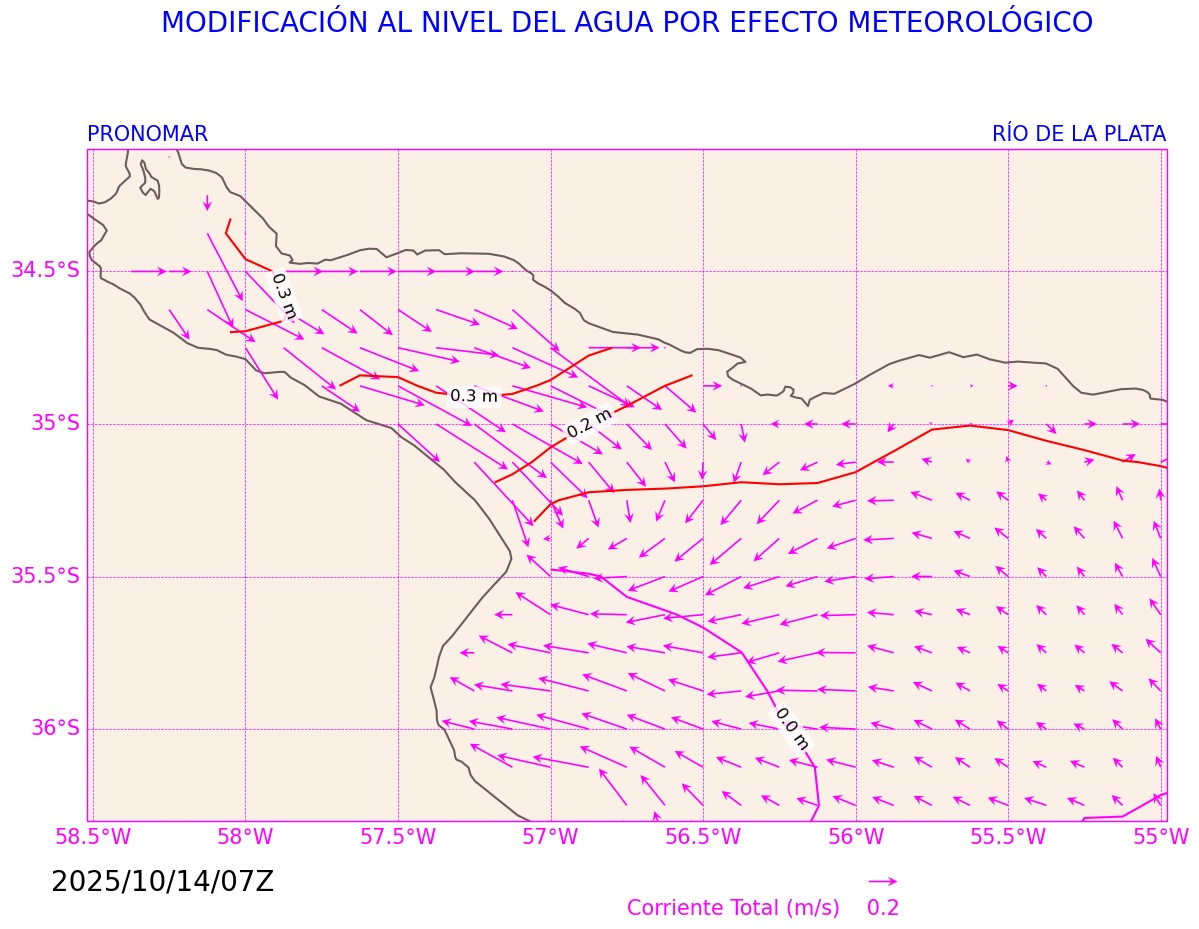 MODIFICACIÓN AL NIVEL DEL AGUA POR EFECTO METEOROLÓGICO
PRONOMAR
RÍO DE LA PLATA
34.5°S
0.3 m
0.3 m
0.2 m
35°S
35.5°S
36°S
0.0 m
58.5°W 58°W 57.5°W 57°W 56.5°W 56°W 55.5°W 55°W
2025/10/14/07Z
Corriente Total (m/s) 0.2